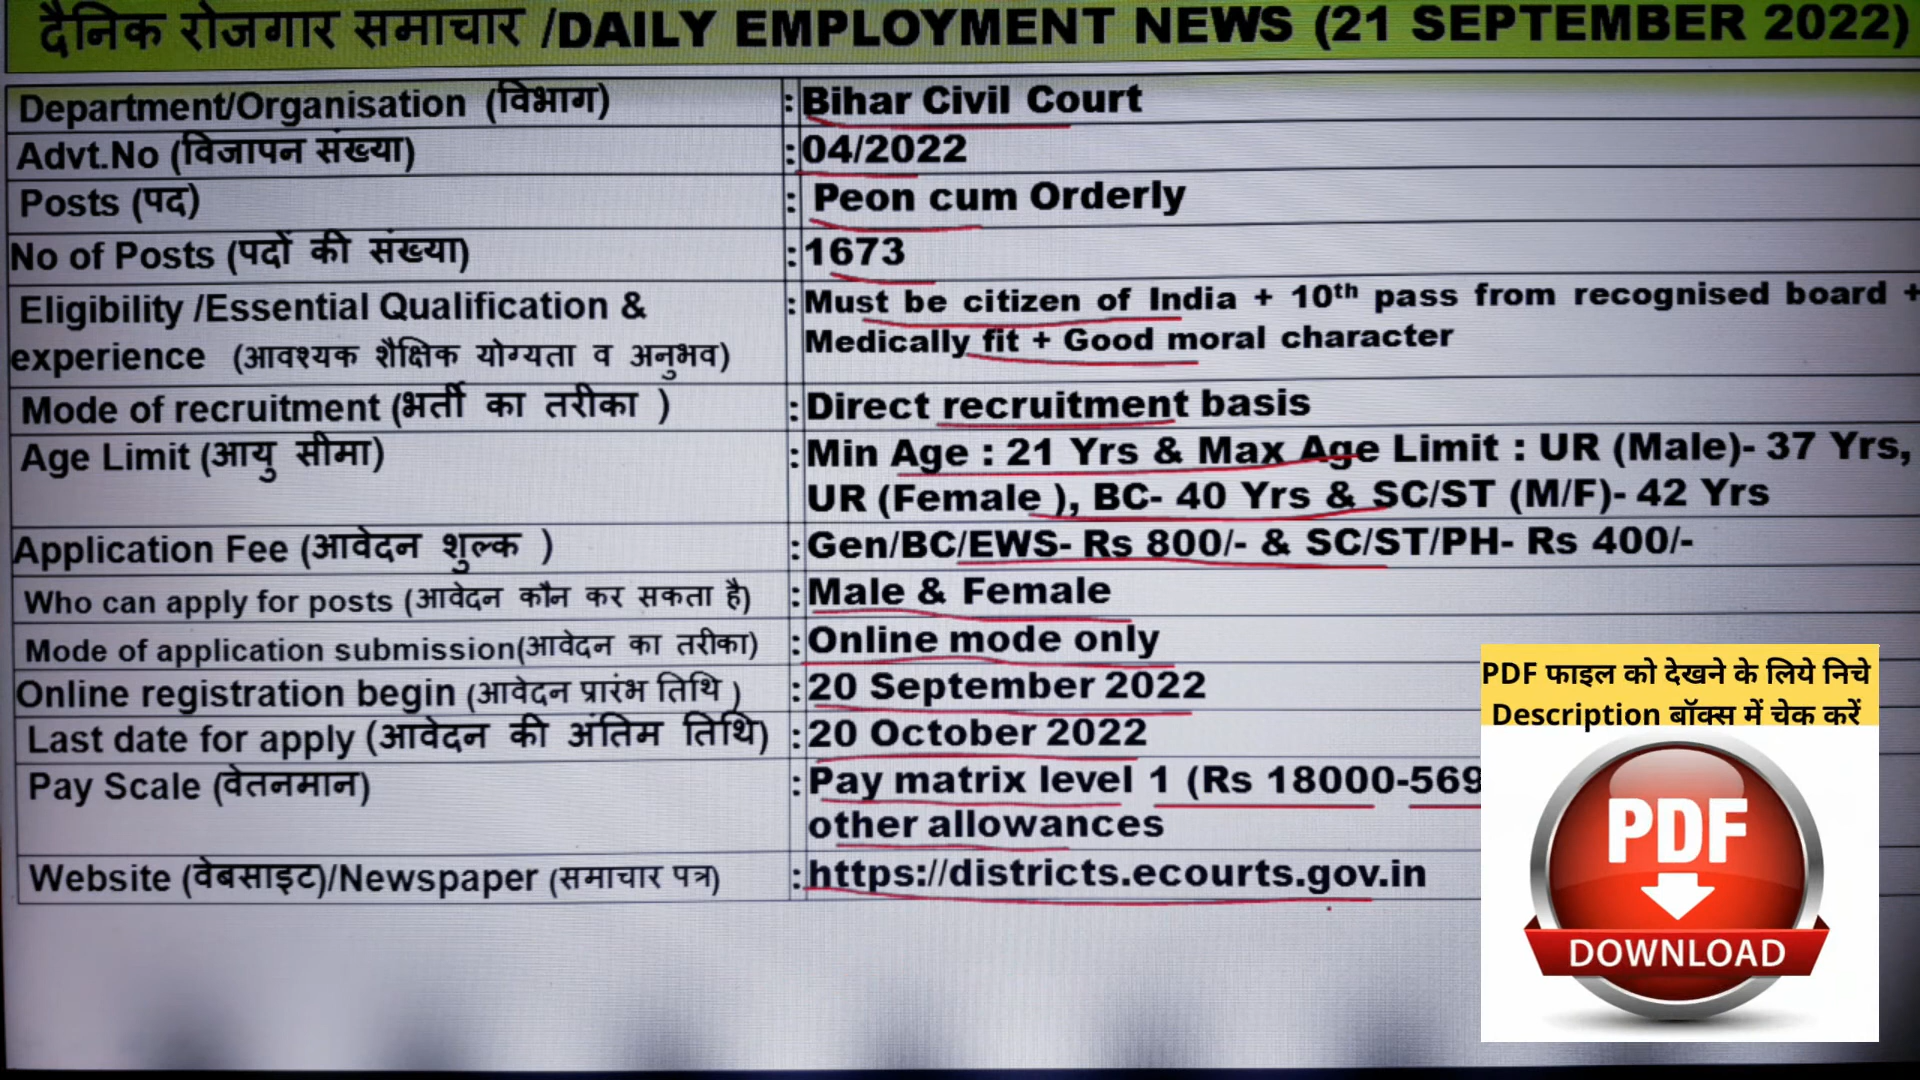 दैनिक रोजगार समाचार /DAILY EMPLOYMENT NEWS (21 SEPTEMBER 2022)
Department/Organisation (विभाग) : Bihar Civil Court
Advt.No (विजापन संख्या) : 04/2022
Posts (पद) : Peon cum Orderly
No of Posts (पदों की संख्या) : 1673
Eligibility /Essential Qualification & : Must be citizen of India + 10th pass from recognised board +
experience (आवश्यक शैक्षिक योग्यता व अनुभव) Medically fit + Good moral character
Mode of recruitment (भर्ती का तरीका ) : Direct recruitment basis
Age Limit (आयु सीमा) : Min Age : 21 Yrs & Max Age Limit : UR (Male)- 37 Yrs,
UR (Female ), BC- 40 Yrs & SC/ST (M/F)- 42 Yrs
Application Fee (आवेदन शुल्क ) : Gen/BC/EWS- Rs 800/- & SC/ST/PH- Rs 400/-
Who can apply for posts (आवेदन कौन कर सकता है) : Male & Female
Mode of application submission(आवेदन का तरीका) : Online mode only
Online registration begin (आवेदन प्रारंभ तिथि ) : 20 September 2022
Last date for apply (आवेदन की अंतिम तिथि) : 20 October 2022
Pay Scale (वेतनमान) : Pay matrix level 1 (Rs 18000-569
other allowances
Website (वेबसाइट)/Newspaper (समाचार पत्र) : https://districts.ecourts.gov.in
PDF फाइल को देखने के लिये निचे
Description बॉक्स में चेक करें
PDF
DOWNLOAD